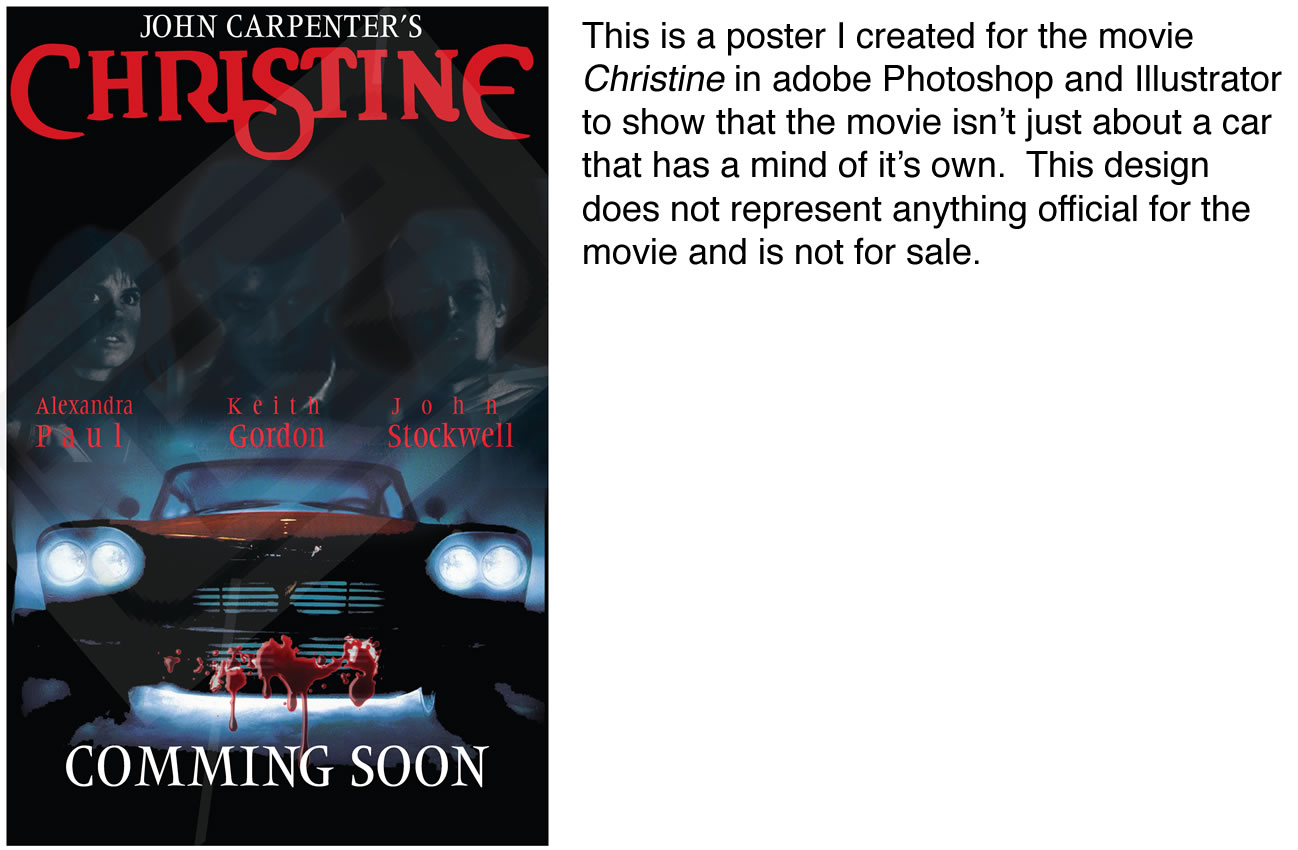 JOHN CARPENTER'S
CHRISTINE
Alexandra
Paul
Keith
Gordon
John
Stockwell
COMMING SOON
This is a poster I created for the movie
Christine in adobe Photoshop and Illustrator
to show that the movie isn't just about a car
that has a mind of it's own.  This design
does not represent anything official for the
movie and is not for sale.